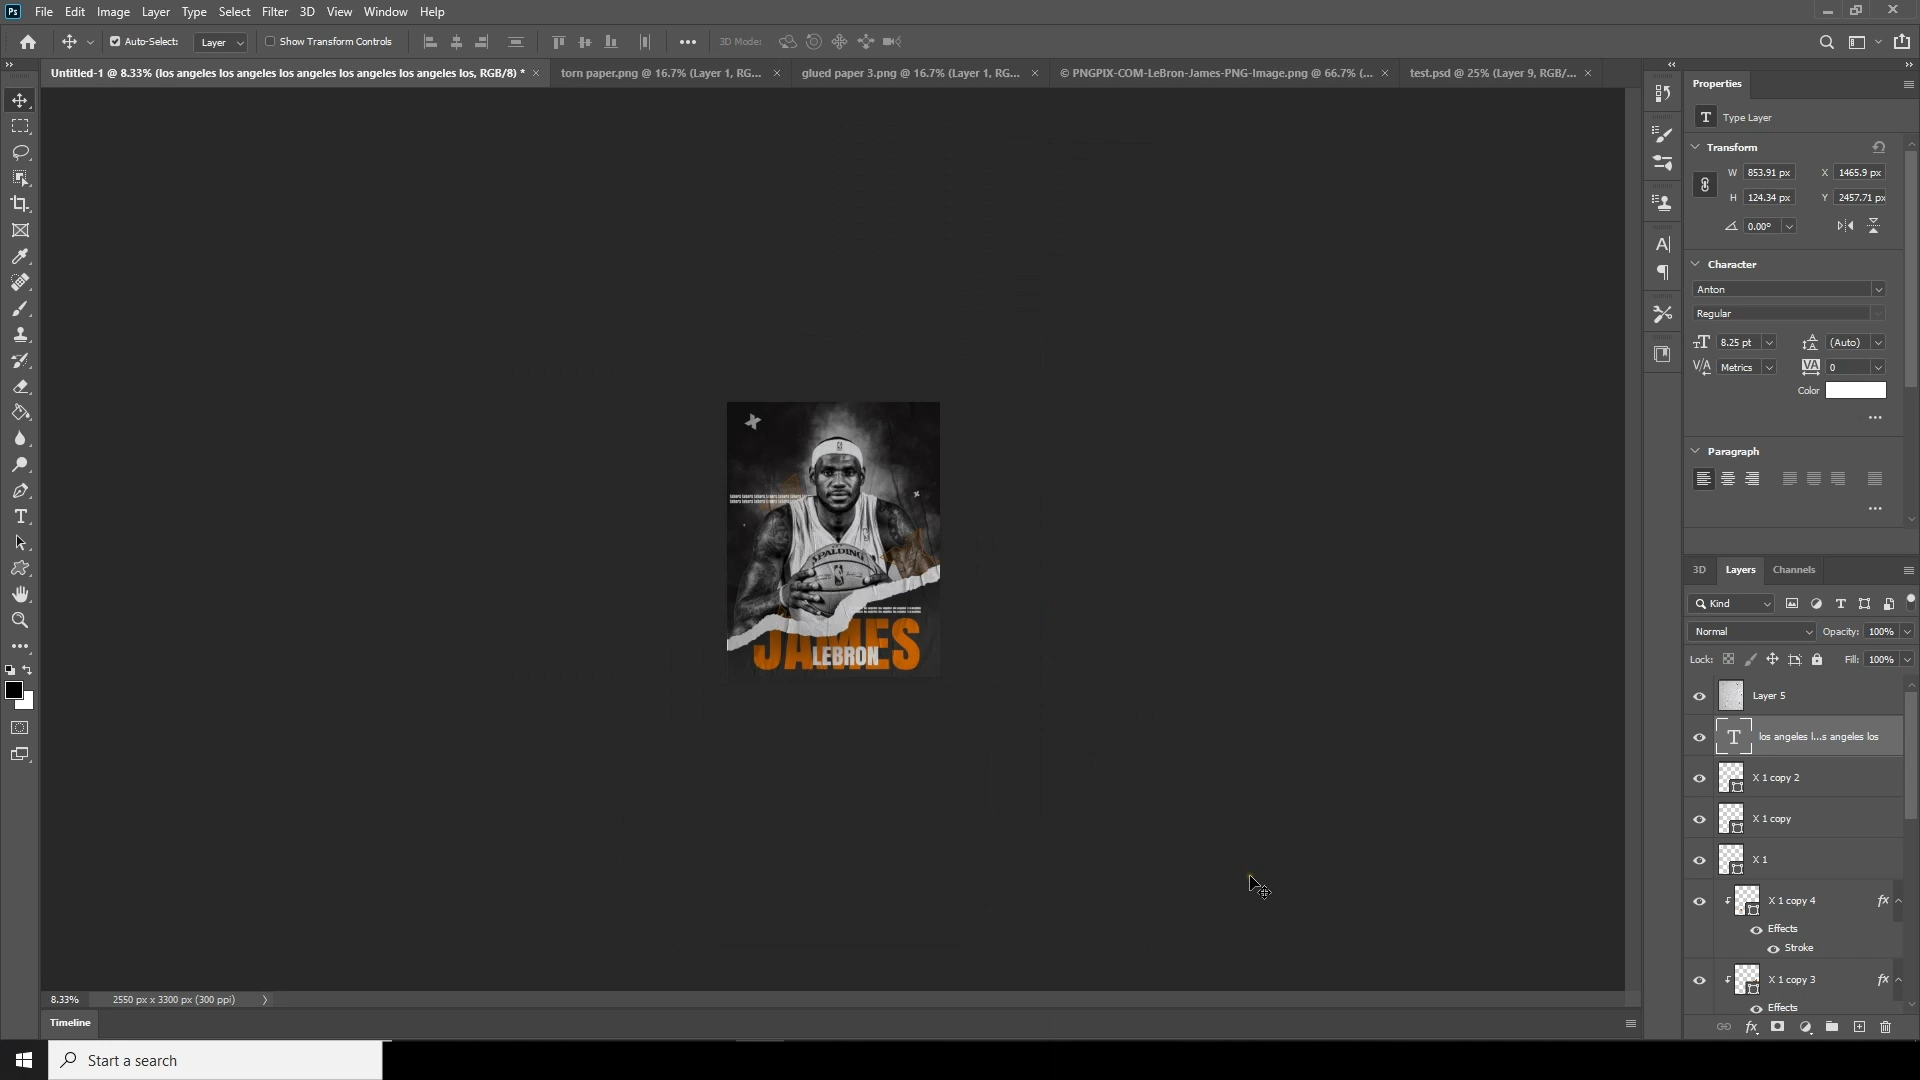 Ps File Edit Image Layer Type Select Filter 3D View Window Help
Auto-Select: Layer Show Transform Controls 3D Mode:
Untitled-1 @ 8.33% (los angeles los angeles los angeles los angeles los angeles los, RGB/8) *
torn paper.png @ 16.7% (Layer 1, RG...
glued paper 3.png @ 16.7% (Layer 1, RG...
© PNGPIX-COM-LeBron-James-PNG-Image.png @ 66.7% (...
test.psd @ 25% (Layer 9, RGB/...
Properties
T Type Layer
Transform
W 853.91 px X 1465.9 px
H 124.34 px Y 2457.71 px
0.00°
Character
Anton
Regular
8.25 pt (Auto)
Metrics 0
Color
Paragraph
3D Layers Channels
Kind
Normal Opacity: 100%
Lock: Fill: 100%
Layer 5
los angeles l...s angeles los
X 1 copy 2
X 1 copy
X 1
X 1 copy 4 fx
Effects
Stroke
X 1 copy 3 fx
Effects
SPALDING
JAMES
LEBRON
8.33% 2550 px x 3300 px (300 ppi)
Timeline
Start a search